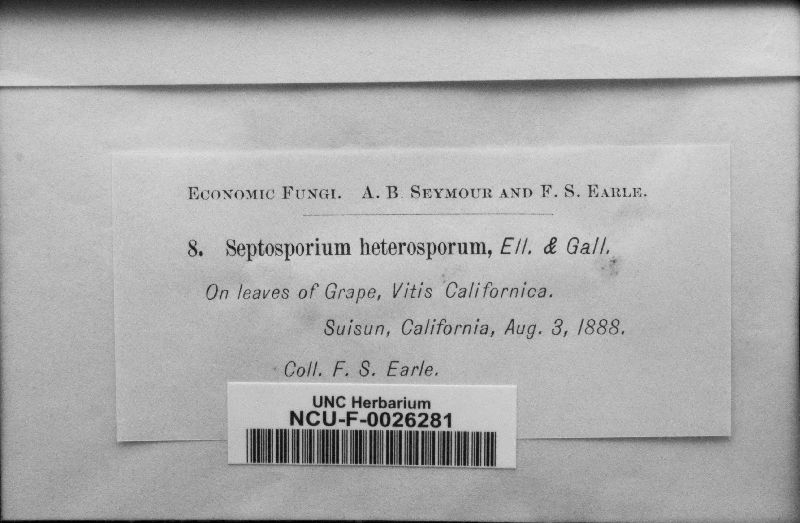 ECONOMIC FUNGI. A. B. SEYMOUR AND F. S. EARLE.
8. Septosporium heterosporum, Ell. & Gall.
On leaves of Grape, Vitis Californica.
Suisun, California, Aug. 3, 1888.
Coll. F. S. Earle.
UNC Herbarium
NCU-F-0026281